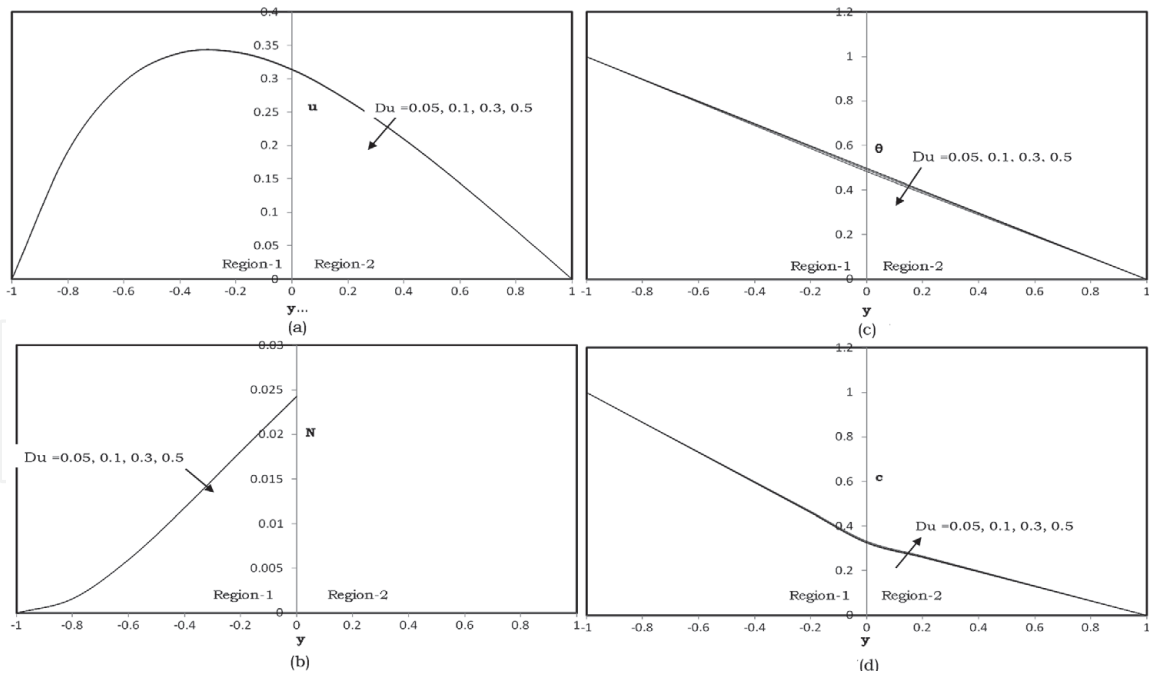 0.4
0.35
0.3
0.25
0.2
0.15
0.1
0.05
0
u
Du =0.05, 0.1, 0.3, 0.5
Region-1
Region-2
-1 -0.8 -0.6 -0.4 -0.2 0 0.2 0.4 0.6 0.8 1
y...
(a)
1.2
1
0.8
0.6
0.4
0.2
0
θ
Du =0.05, 0.1, 0.3, 0.5
Region-1
Region-2
-1 -0.8 -0.6 -0.4 -0.2 0 0.2 0.4 0.6 0.8 1
y
(c)
0.03
0.025
0.02
0.015
0.01
0.005
0
N
Du =0.05, 0.1, 0.3, 0.5
Region-1
Region-2
-1 -0.8 -0.6 -0.4 -0.2 0 0.2 0.4 0.6 0.8 1
y
(b)
1.2
1
0.8
0.6
0.4
0.2
0
c
Du =0.05, 0.1, 0.3, 0.5
Region-1
Region-2
-1 -0.8 -0.6 -0.4 -0.2 0 0.2 0.4 0.6 0.8 1
y
(d)